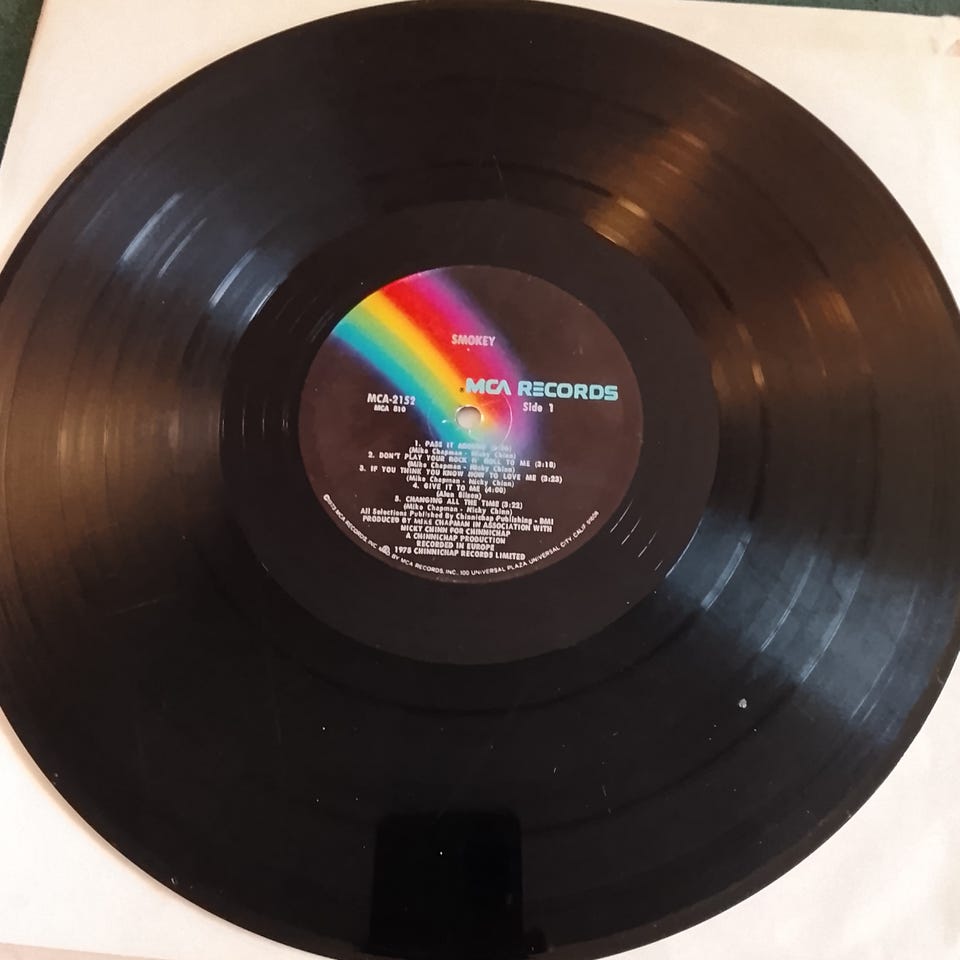 SMOKEY
® MCA RECORDS
MCA-2152
MCA 810
Side 1
1. PASS IT AROUND
(Mike Chapman - Nicky Chinn)
2. DON'T PLAY YOUR ROCK N' ROLL TO ME (3:18)
(Mike Chapman - Nicky Chinn)
3. IF YOU THINK YOU KNOW HOW TO LOVE ME (3:23)
(Mike Chapman - Nicky Chinn)
4. GIVE IT TO ME (4:00)
(Alan Silson)
5. CHANGING ALL THE TIME (3:22)
(Mike Chapman - Nicky Chinn)
All Selections Published By Chinnichap Publishing - BMI
PRODUCED BY MIKE CHAPMAN IN ASSOCIATION WITH
NICKY CHINN FOR CHINNICHAP
A CHINNICHAP PRODUCTION
RECORDED IN EUROPE
℗ 1975 CHINNICHAP RECORDS LIMITED
MCA RECORDS, INC. BY MCA RECORDS, INC., 100 UNIVERSAL PLAZA, UNIVERSAL CITY, CALIF.